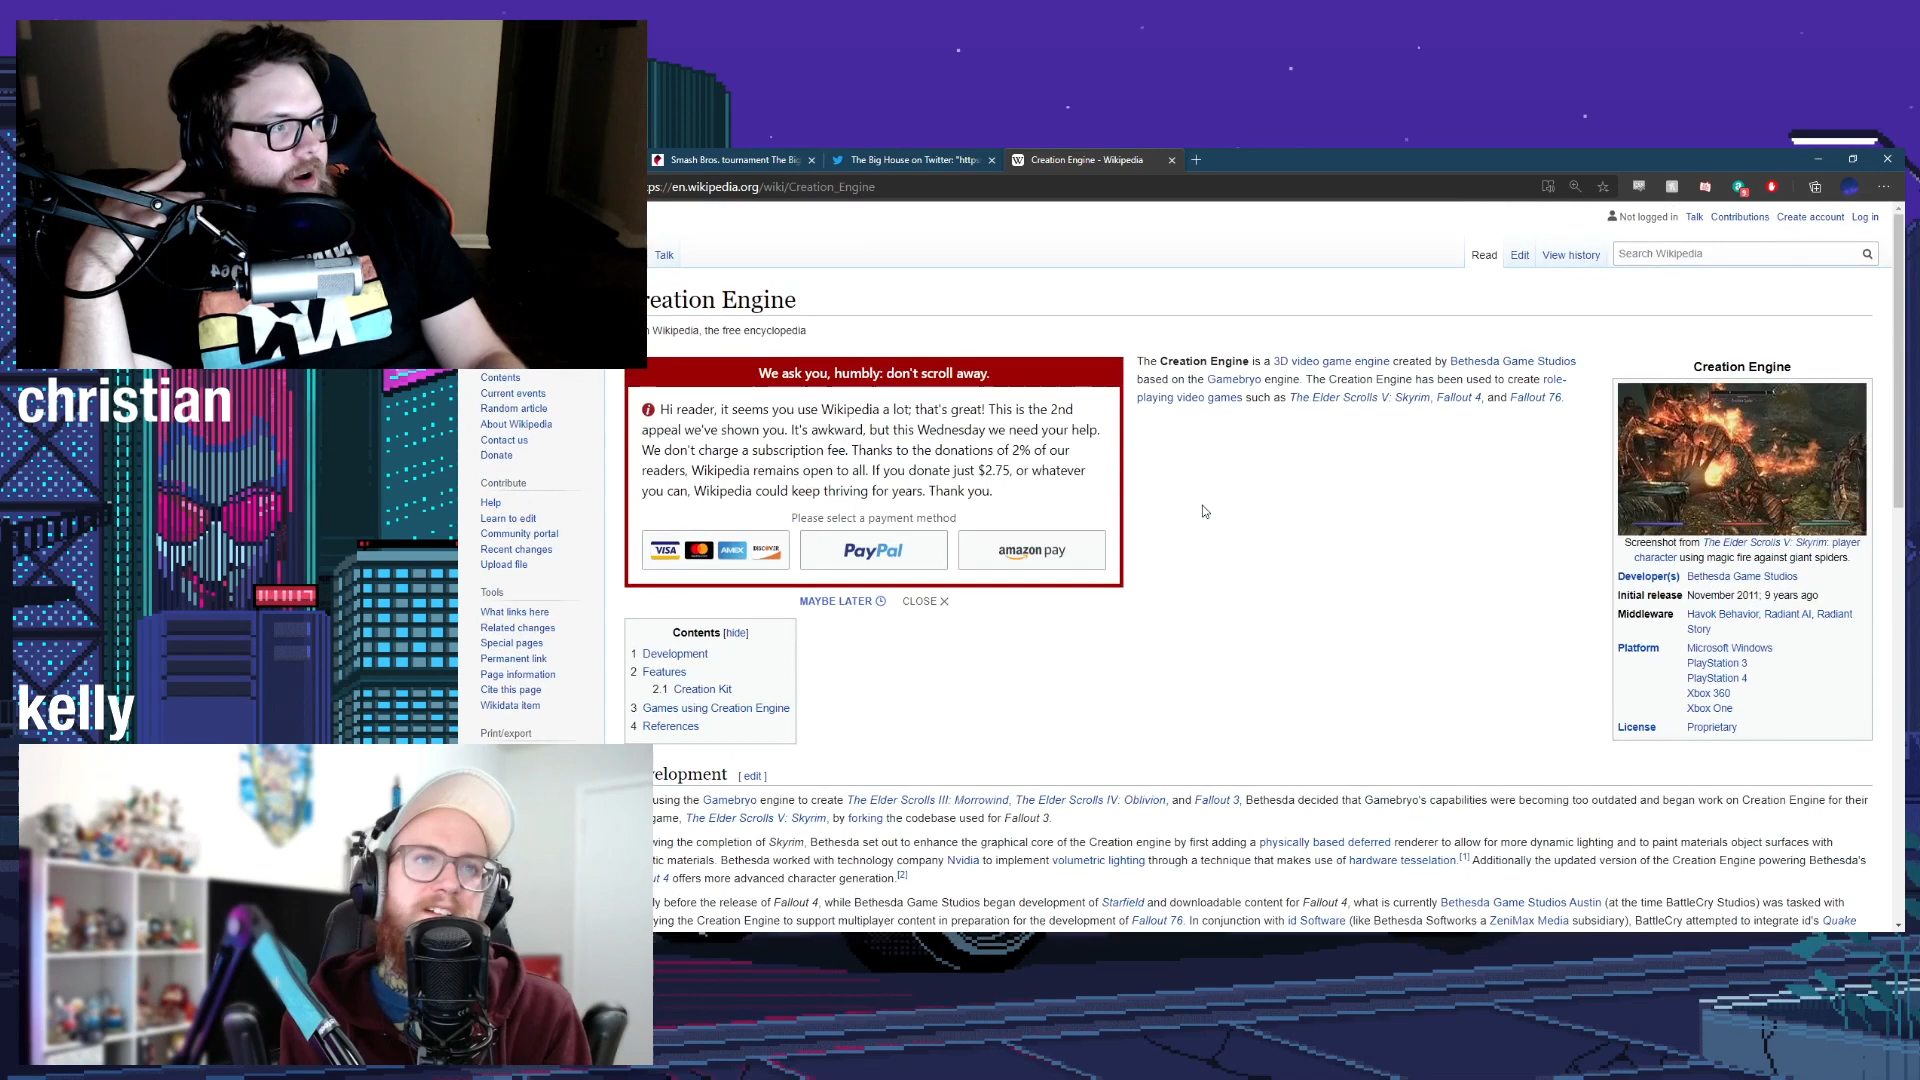 christian
kelly
Smash Bros. tournament The Big
The Big House on Twitter: "https
Creation Engine - Wikipedia
ps://en.wikipedia.org/wiki/Creation_Engine
Not logged in Talk Contributions Create account Log in
Talk
Read Edit View history
Search Wikipedia
reation Engine
Wikipedia, the free encyclopedia
Contents
Current events
Random article
About Wikipedia
Contact us
Donate
Contribute
Help
Learn to edit
Community portal
Recent changes
Upload file
Tools
What links here
Related changes
Special pages
Permanent link
Page information
Cite this page
Wikidata item
Print/export
We ask you, humbly: don't scroll away.
Hi reader, it seems you use Wikipedia a lot; that's great! This is the 2nd
appeal we've shown you. It's awkward, but this Wednesday we need your help.
We don't charge a subscription fee. Thanks to the donations of 2% of our
readers, Wikipedia remains open to all. If you donate just $2.75, or whatever
you can, Wikipedia could keep thriving for years. Thank you.
Please select a payment method
VISA AMEX DISCOVER
PayPal
amazon pay
MAYBE LATER CLOSE
The Creation Engine is a 3D video game engine created by Bethesda Game Studios
based on the Gamebryo engine. The Creation Engine has been used to create role-
playing video games such as The Elder Scrolls V: Skyrim, Fallout 4, and Fallout 76.
Creation Engine
Screenshot from The Elder Scrolls V: Skyrim: player
character using magic fire against giant spiders.
Developer(s) Bethesda Game Studios
Initial release November 2011; 9 years ago
Middleware Havok Behavior, Radiant AI, Radiant
Story
Platform Microsoft Windows
PlayStation 3
PlayStation 4
Xbox 360
Xbox One
License Proprietary
Contents [hide]
1 Development
2 Features
2.1 Creation Kit
3 Games using Creation Engine
4 References
elopment [ edit ]
using the Gamebryo engine to create The Elder Scrolls III: Morrowind, The Elder Scrolls IV: Oblivion, and Fallout 3, Bethesda decided that Gamebryo's capabilities were becoming too outdated and began work on Creation Engine for their
game, The Elder Scrolls V: Skyrim, by forking the codebase used for Fallout 3.
wing the completion of Skyrim, Bethesda set out to enhance the graphical core of the Creation engine by first adding a physically based deferred renderer to allow for more dynamic lighting and to paint materials object surfaces with
tic materials. Bethesda worked with technology company Nvidia to implement volumetric lighting through a technique that makes use of hardware tesselation.[1] Additionally the updated version of the Creation Engine powering Bethesda's
ut 4 offers more advanced character generation.[2]
ly before the release of Fallout 4, while Bethesda Game Studios began development of Starfield and downloadable content for Fallout 4, what is currently Bethesda Game Studios Austin (at the time BattleCry Studios) was tasked with
ying the Creation Engine to support multiplayer content in preparation for the development of Fallout 76. In conjunction with id Software (like Bethesda Softworks a ZeniMax Media subsidiary), BattleCry attempted to integrate id's Quake